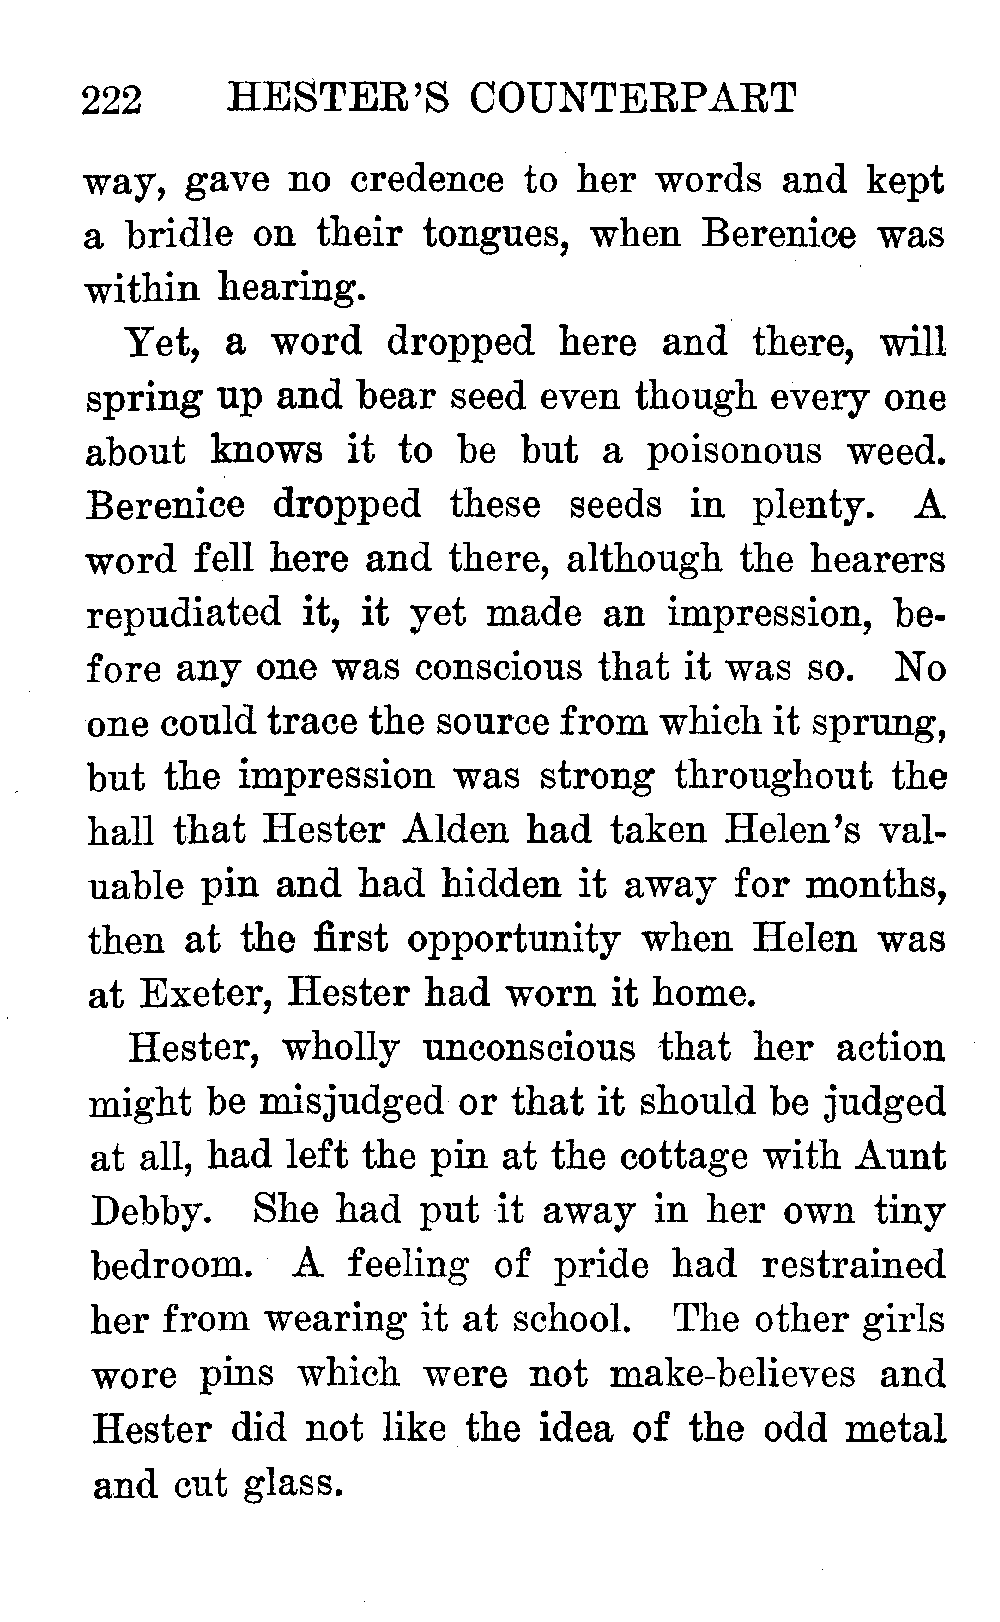 222 HESTER'S COUNTERPART
way, gave no credence to her words and kept
a bridle on their tongues, when Berenice was
within hearing.
Yet, a word dropped here and there, will
spring up and bear seed even though every one
about knows it to be but a poisonous weed.
Berenice dropped these seeds in plenty. A
word fell here and there, although the hearers
repudiated it, it yet made an impression, be-
fore any one was conscious that it was so. No
one could trace the source from which it sprung,
but the impression was strong throughout the
hall that Hester Alden had taken Helen's val-
uable pin and had hidden it away for months,
then at the first opportunity when Helen was
at Exeter, Hester had worn it home.
Hester, wholly unconscious that her action
might be misjudged or that it should be judged
at all, had left the pin at the cottage with Aunt
Debby. She had put it away in her own tiny
bedroom. A feeling of pride had restrained
her from wearing it at school. The other girls
wore pins which were not make-believes and
Hester did not like the idea of the odd metal
and cut glass.